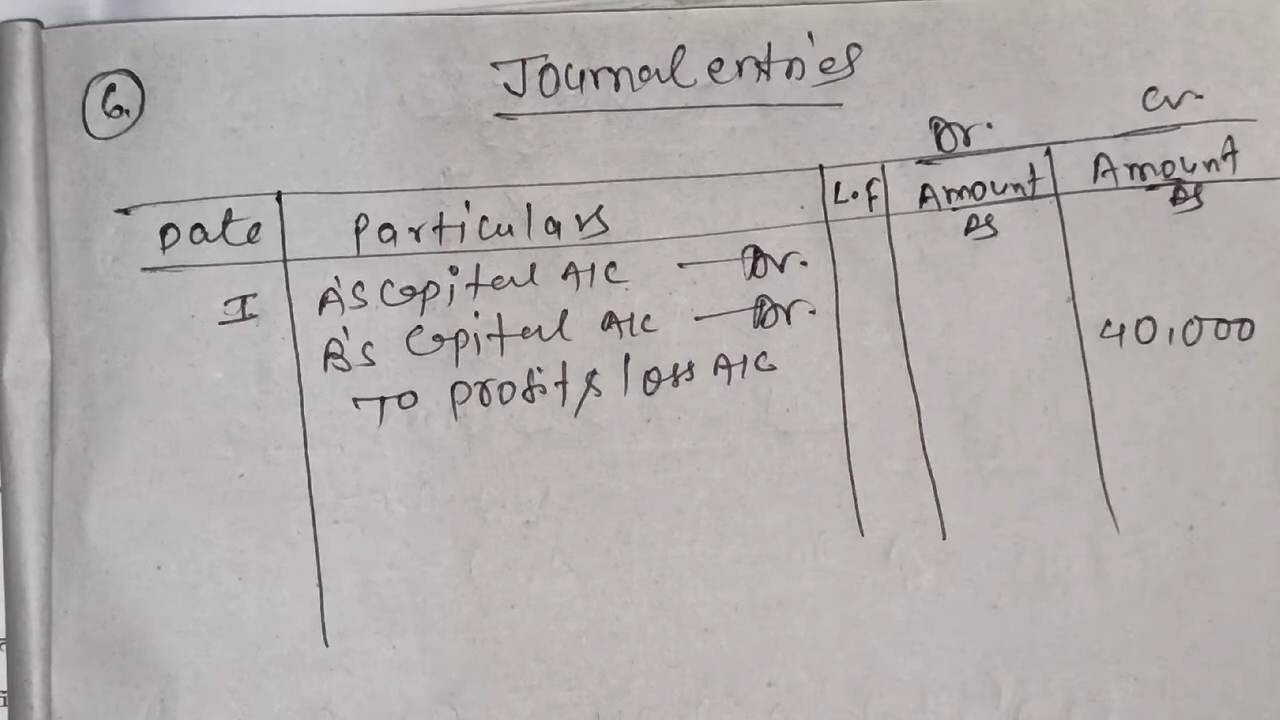 6.
Journal entries
Dr. Cr.
Date Particulars L.F Amount Rs Amount Rs
I A'S Capital A/C — Dr.
B's Capital A/C — Dr.
40,000
To profit & loss A/C